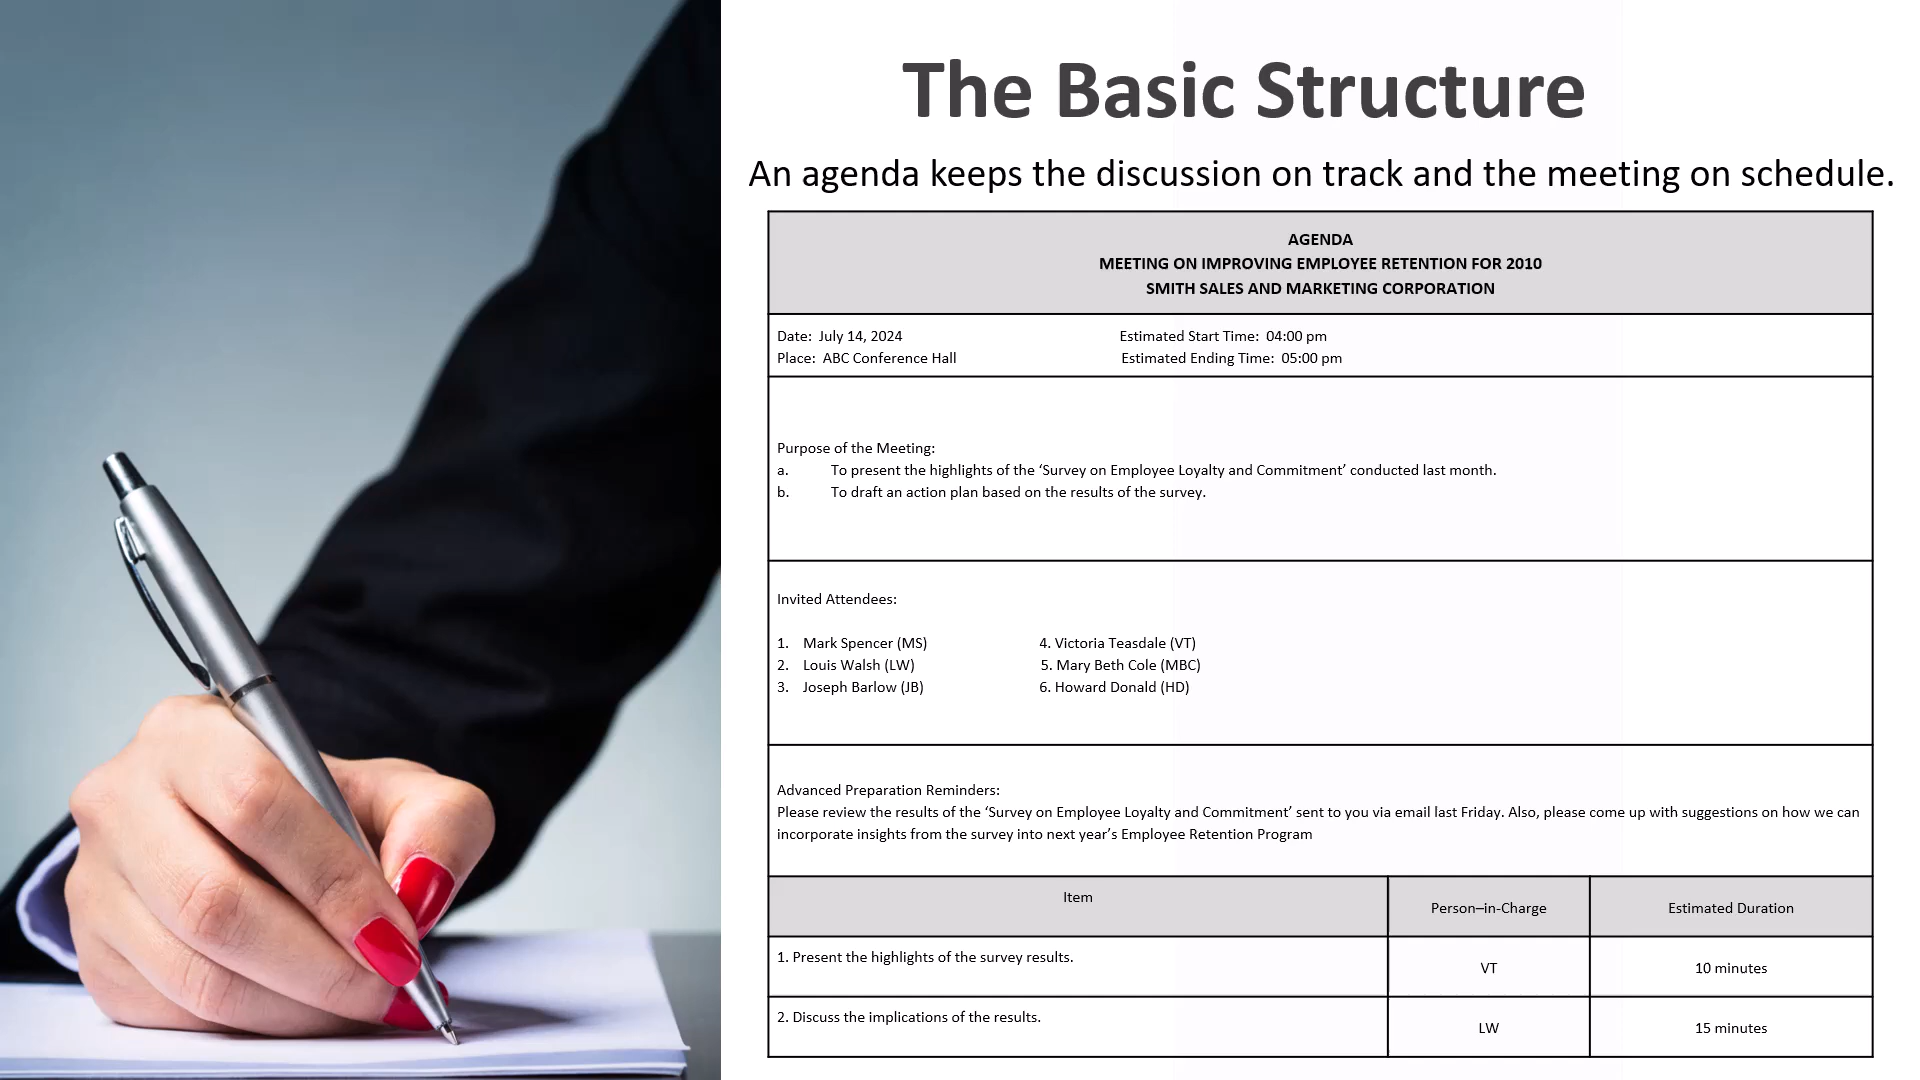 The Basic Structure
An agenda keeps the discussion on track and the meeting on schedule.
AGENDA
MEETING ON IMPROVING EMPLOYEE RETENTION FOR 2010
SMITH SALES AND MARKETING CORPORATION
Date: July 14, 2024 Estimated Start Time: 04:00 pm
Place: ABC Conference Hall Estimated Ending Time: 05:00 pm
Purpose of the Meeting:
a. To present the highlights of the ‘Survey on Employee Loyalty and Commitment’ conducted last month.
b. To draft an action plan based on the results of the survey.
Invited Attendees:
1. Mark Spencer (MS) 4. Victoria Teasdale (VT)
2. Louis Walsh (LW) 5. Mary Beth Cole (MBC)
3. Joseph Barlow (JB) 6. Howard Donald (HD)
Advanced Preparation Reminders:
Please review the results of the ‘Survey on Employee Loyalty and Commitment’ sent to you via email last Friday. Also, please come up with suggestions on how we can
incorporate insights from the survey into next year’s Employee Retention Program
Item Person–in-Charge Estimated Duration
1. Present the highlights of the survey results. VT 10 minutes
2. Discuss the implications of the results. LW 15 minutes